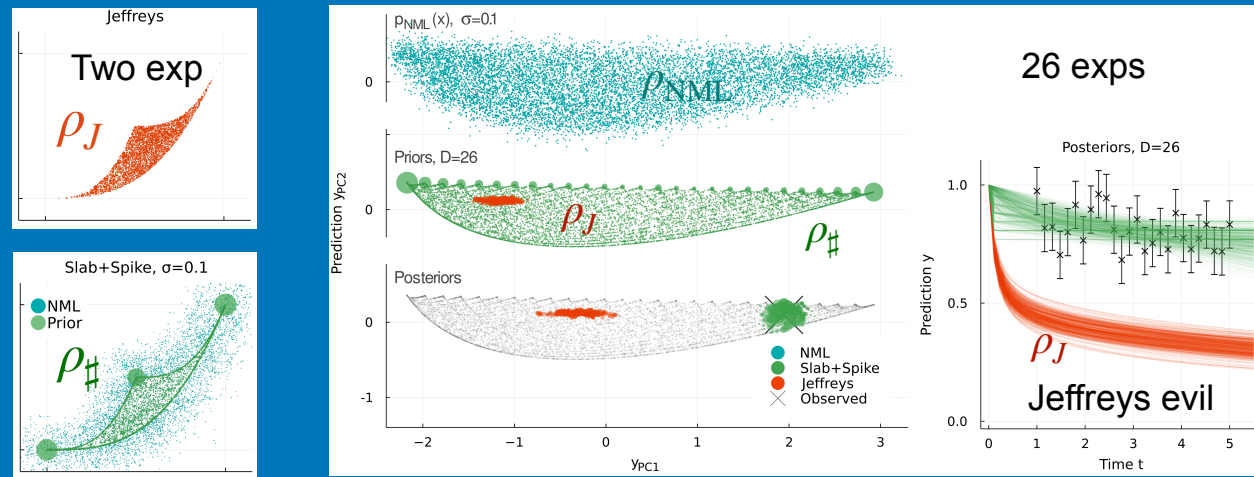 Jeffreys
Two exp
ρJ
Slab+Spike, σ=0.1
NML
Prior
ρ♯
pNML(x), σ=0.1
0
ρNML
Priors, D=26
0
ρJ
ρ♯
Prediction yPC2
Posteriors
0
-1
NML
Slab+Spike
Jeffreys
Observed
−2
−1
0
1
2
3
yPC1
26 exps
Posteriors, D=26
1.0
0.5
0.0
Prediction y
ρJ
Jeffreys evil
0
1
2
3
4
5
Time t